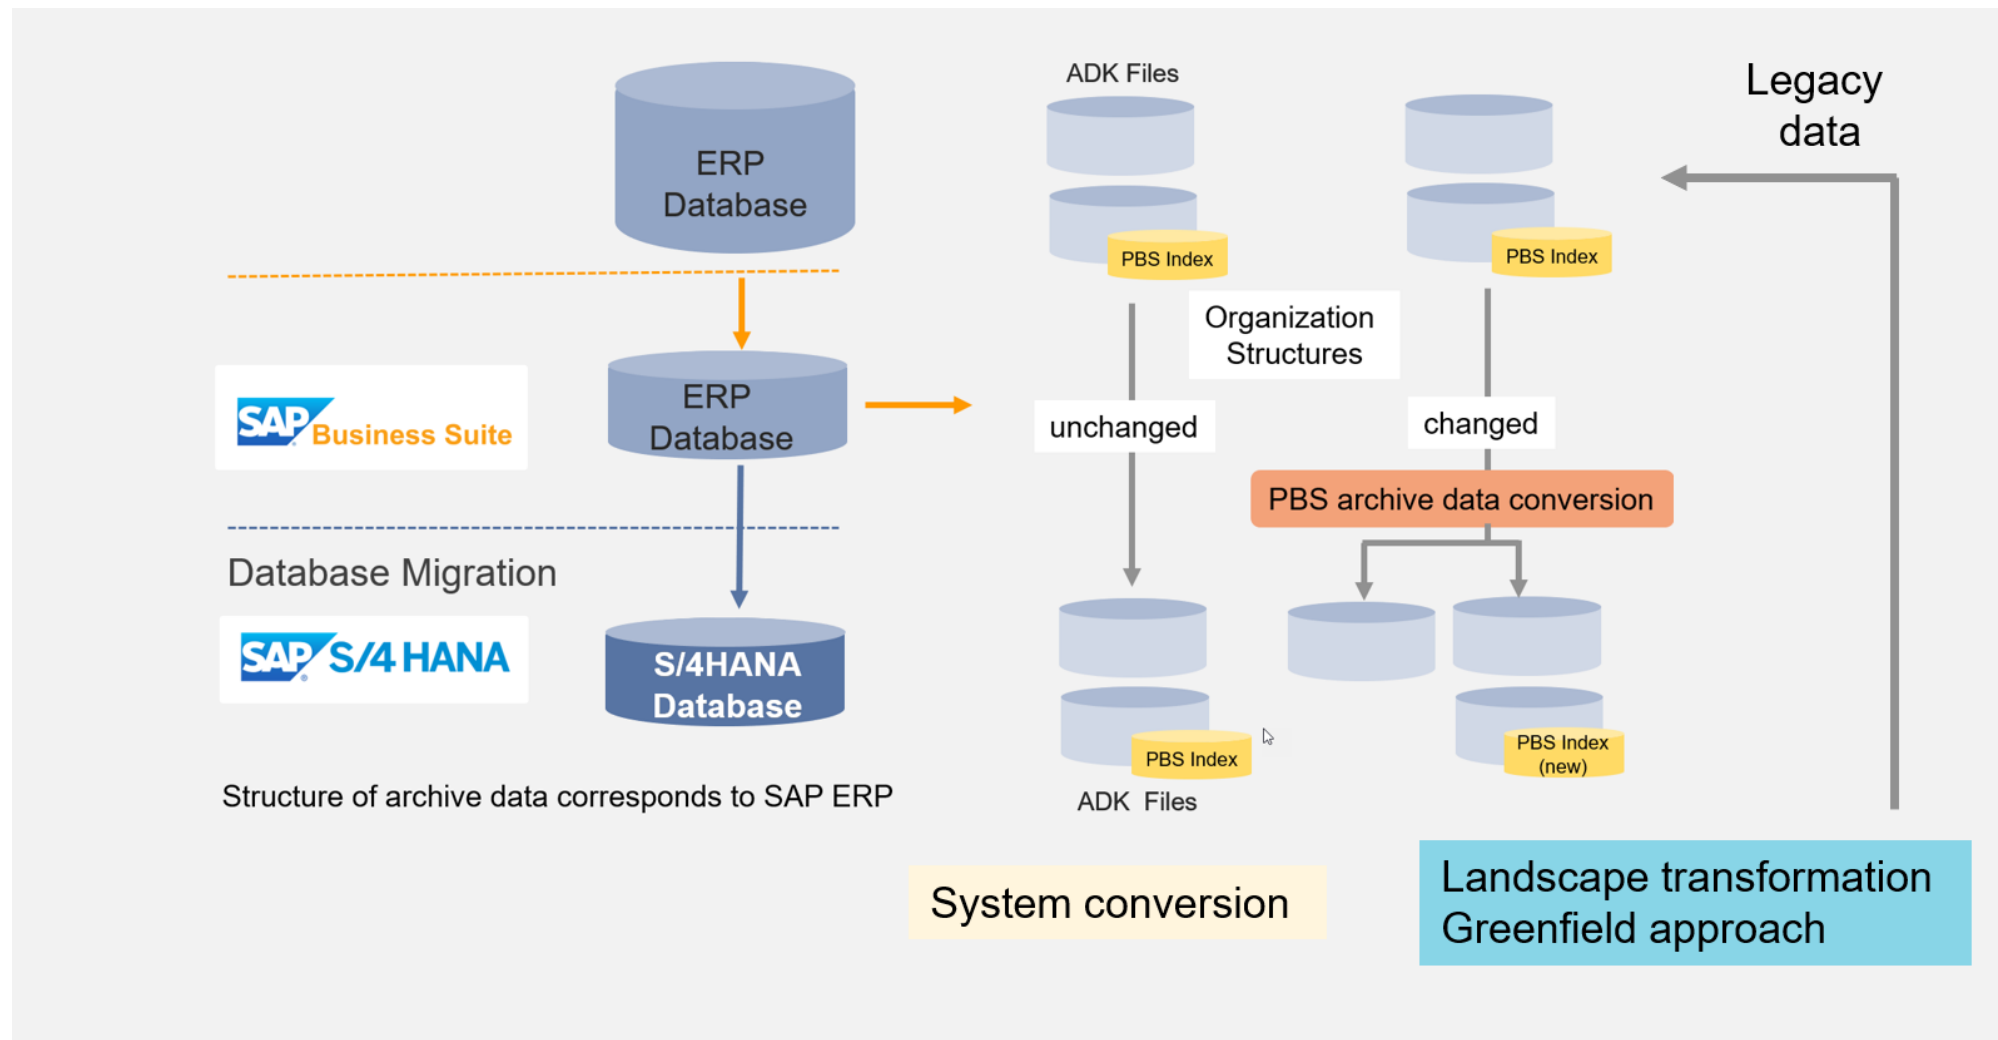 ERP
Database
ADK Files
PBS Index
PBS Index
Legacy
data
Organization
Structures
SAP
Business Suite
ERP
Database
unchanged
changed
PBS archive data conversion
Database Migration
SAP S/4 HANA
®
S/4HANA
Database
PBS Index
ADK Files
PBS Index
(new)
Structure of archive data corresponds to SAP ERP
System conversion
Landscape transformation
Greenfield approach